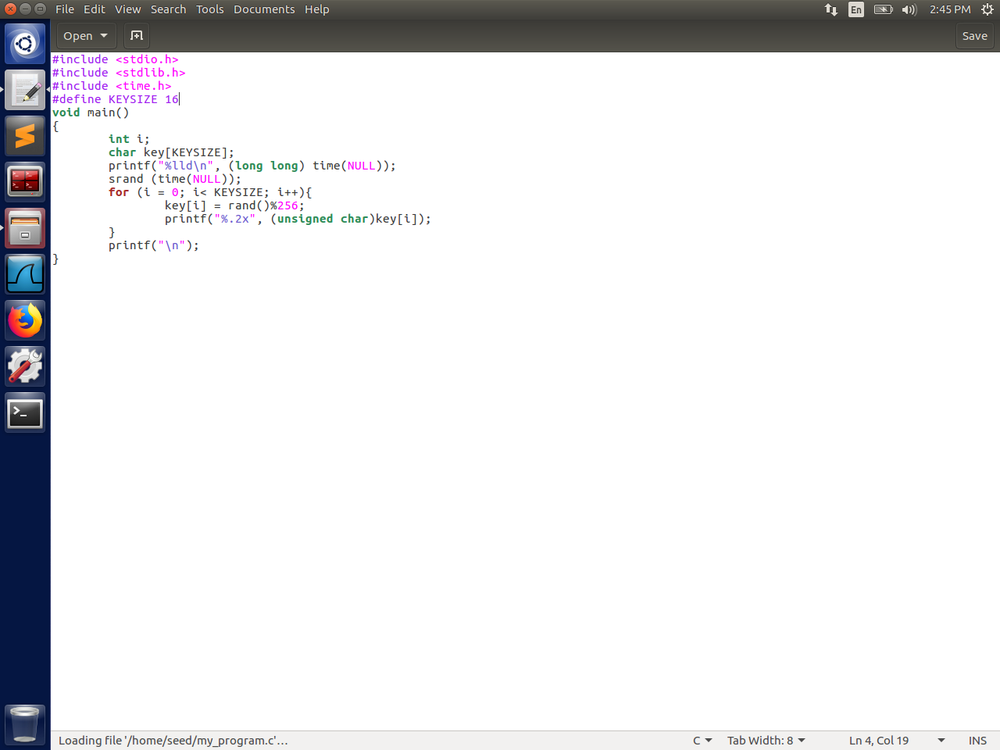 File Edit View Search Tools Documents Help En 2:45 PM
Open Save
#include <stdio.h>
#include <stdlib.h>
#include <time.h>
#define KEYSIZE 16
void main()
{
        int i;
        char key[KEYSIZE];
        printf("%lld\n", (long long) time(NULL));
        srand (time(NULL));
        for (i = 0; i< KEYSIZE; i++){
                key[i] = rand()%256;
                printf("%.2x", (unsigned char)key[i]);
        }
        printf("\n");
}
Loading file '/home/seed/my_program.c'… C Tab Width: 8 Ln 4, Col 19 INS